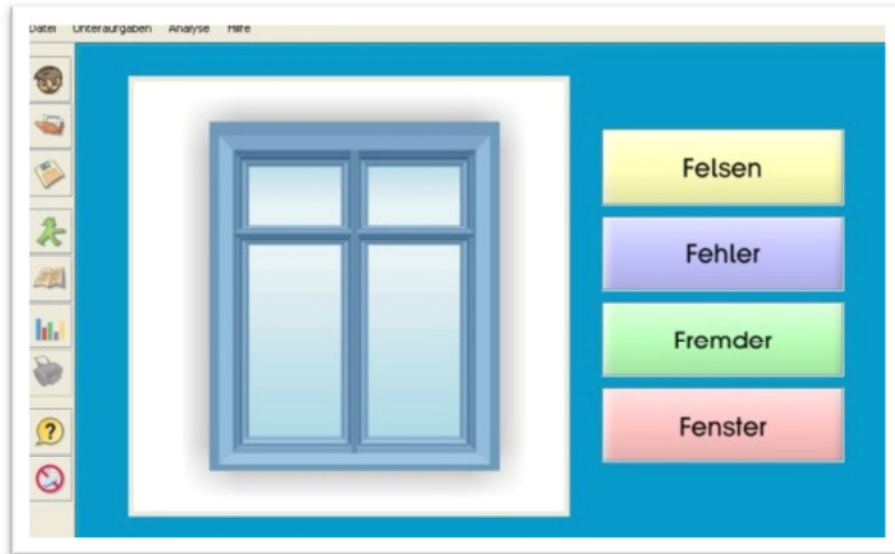 Datei Unteraufgaben Analyse Hilfe
Felsen
Fehler
Fremder
Fenster
?